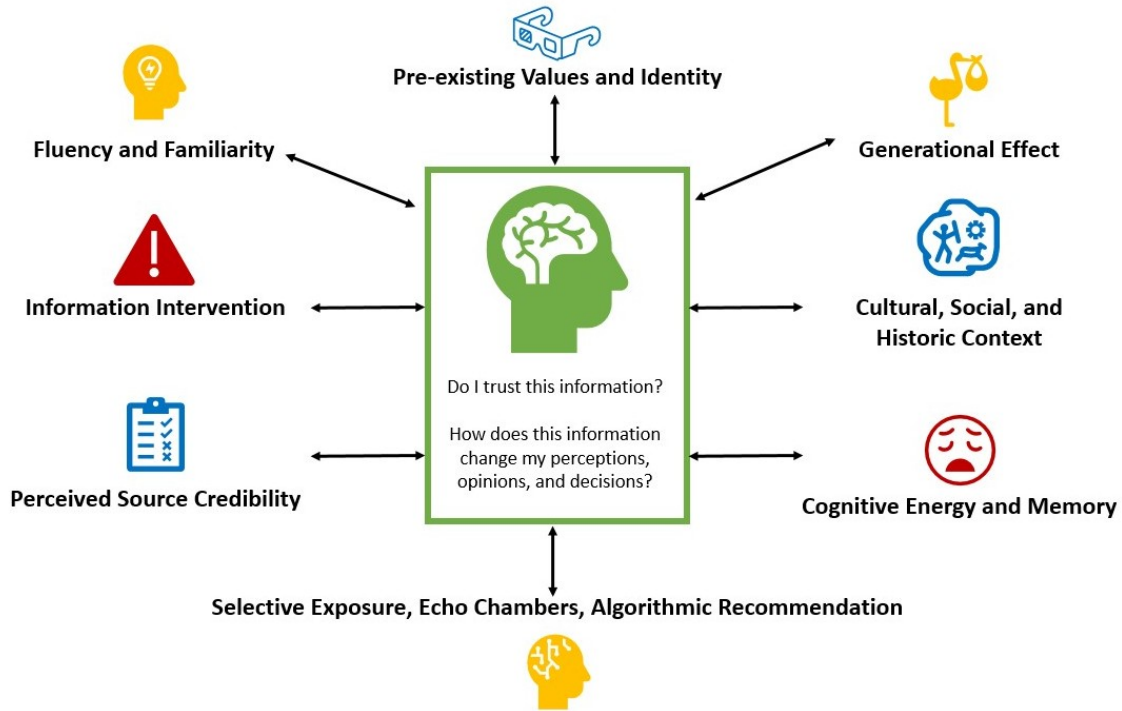 Pre-existing Values and Identity
Fluency and Familiarity
Generational Effect
Information Intervention
Cultural, Social, and
Historic Context
Do I trust this information?
How does this information
change my perceptions,
opinions, and decisions?
Perceived Source Credibility
Cognitive Energy and Memory
Selective Exposure, Echo Chambers, Algorithmic Recommendation